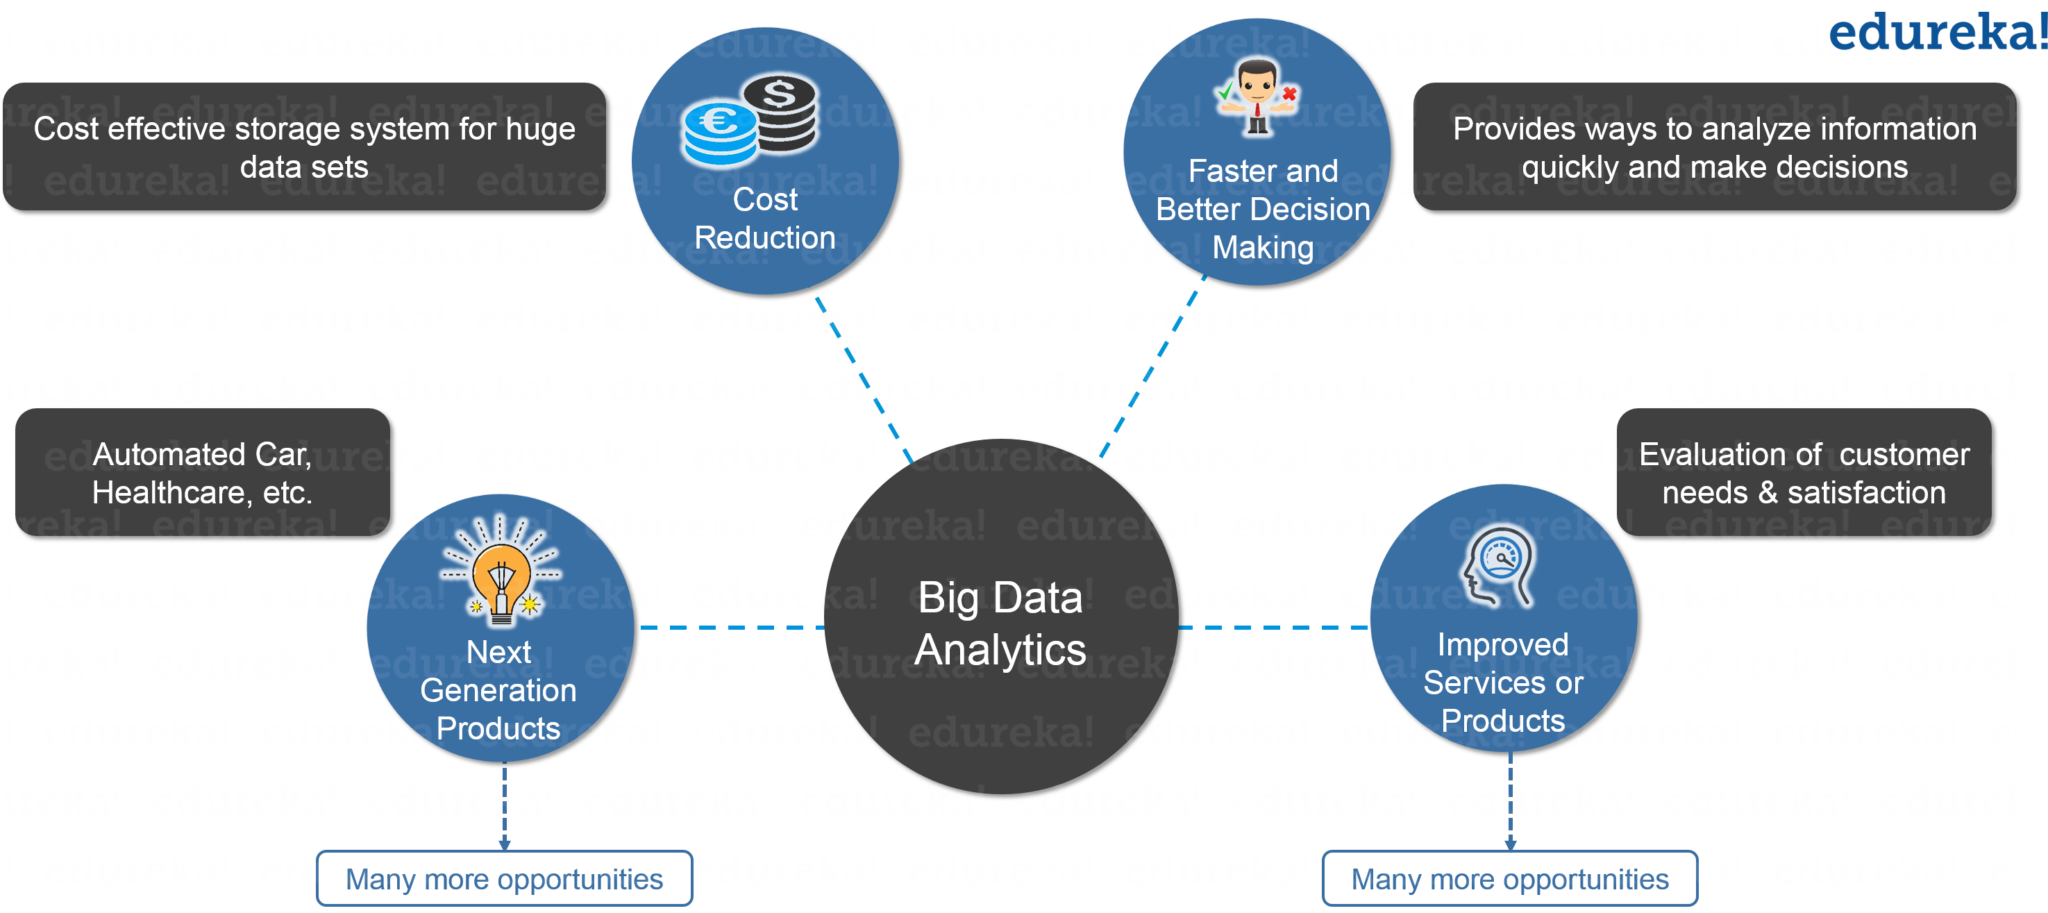 edureka!
Cost effective storage system for huge
data sets
Cost
Reduction
Faster and
Better Decision
Making
Provides ways to analyze information
quickly and make decisions
Automated Car,
Healthcare, etc.
Next
Generation
Products
Big Data
Analytics
Evaluation of customer
needs & satisfaction
Improved
Services or
Products
Many more opportunities
Many more opportunities